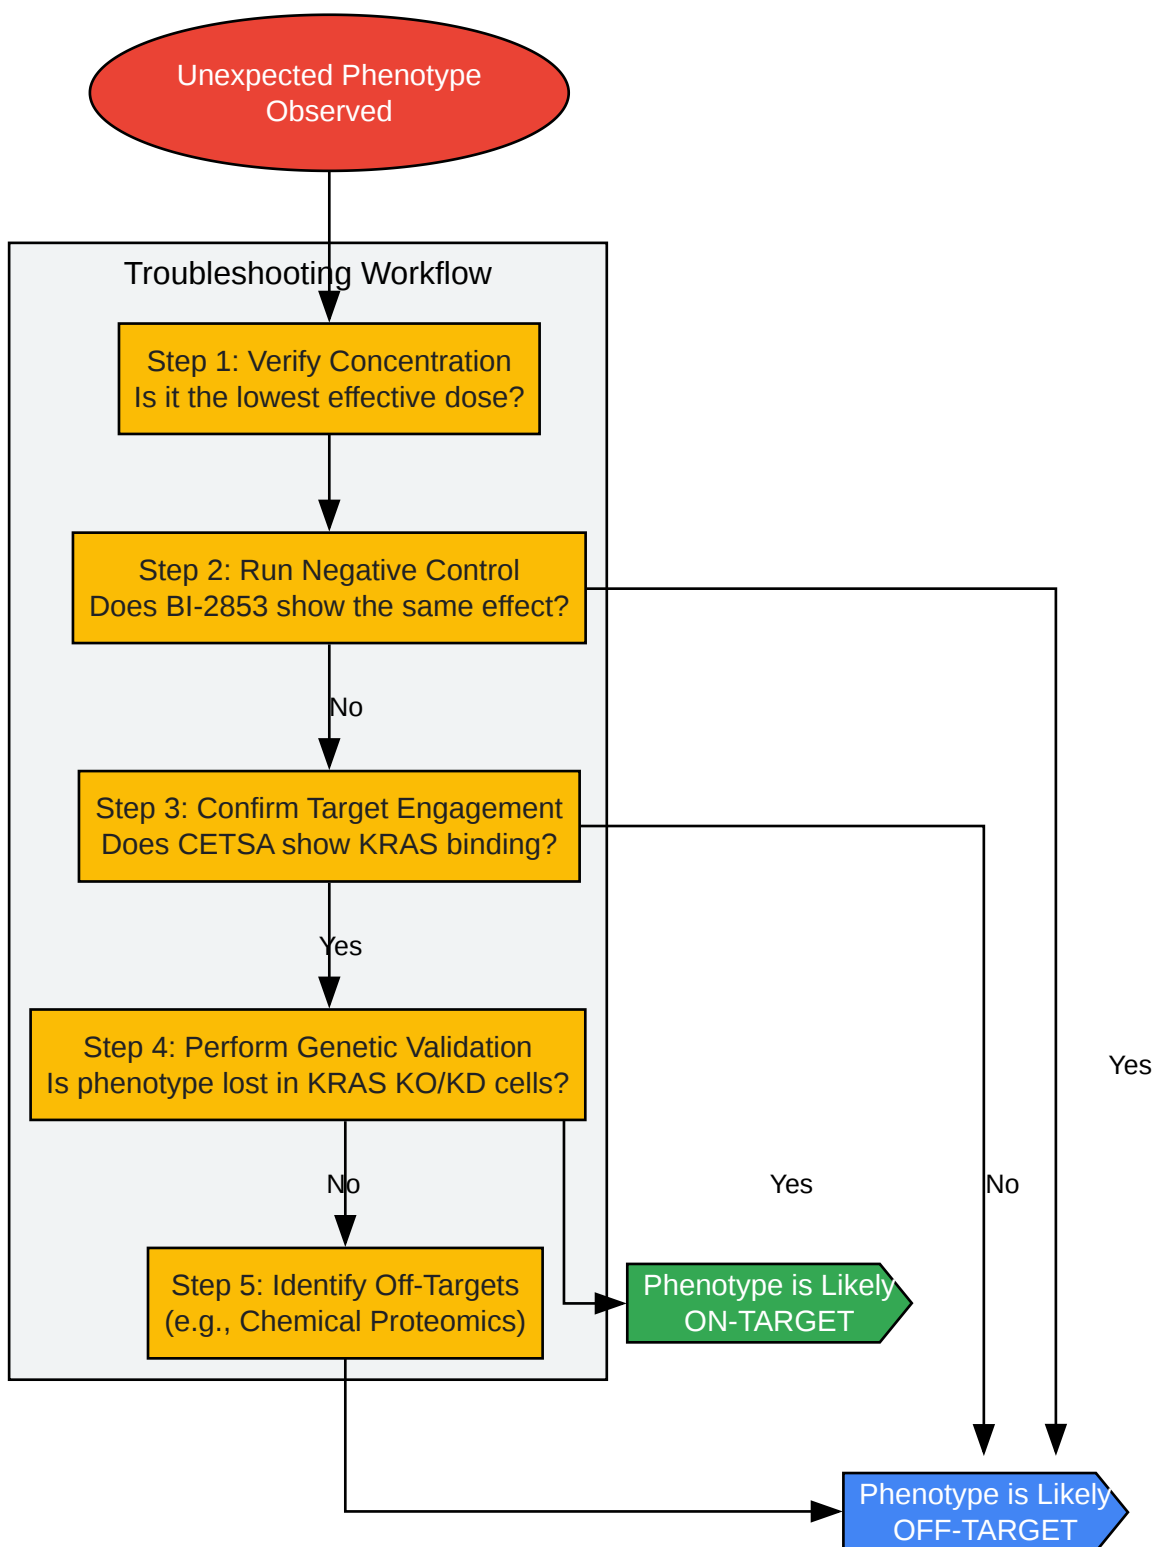 Unexpected Phenotype
Observed
Troubleshooting Workflow
Step 1: Verify Concentration
Is it the lowest effective dose?
Step 2: Run Negative Control
Does BI-2853 show the same effect?
No
Step 3: Confirm Target Engagement
Does CETSA show KRAS binding?
Yes
Step 4: Perform Genetic Validation
Is phenotype lost in KRAS KO/KD cells?
Yes
No
Yes
No
Step 5: Identify Off-Targets
(e.g., Chemical Proteomics)
Phenotype is Likely
ON-TARGET
Phenotype is Likely
OFF-TARGET